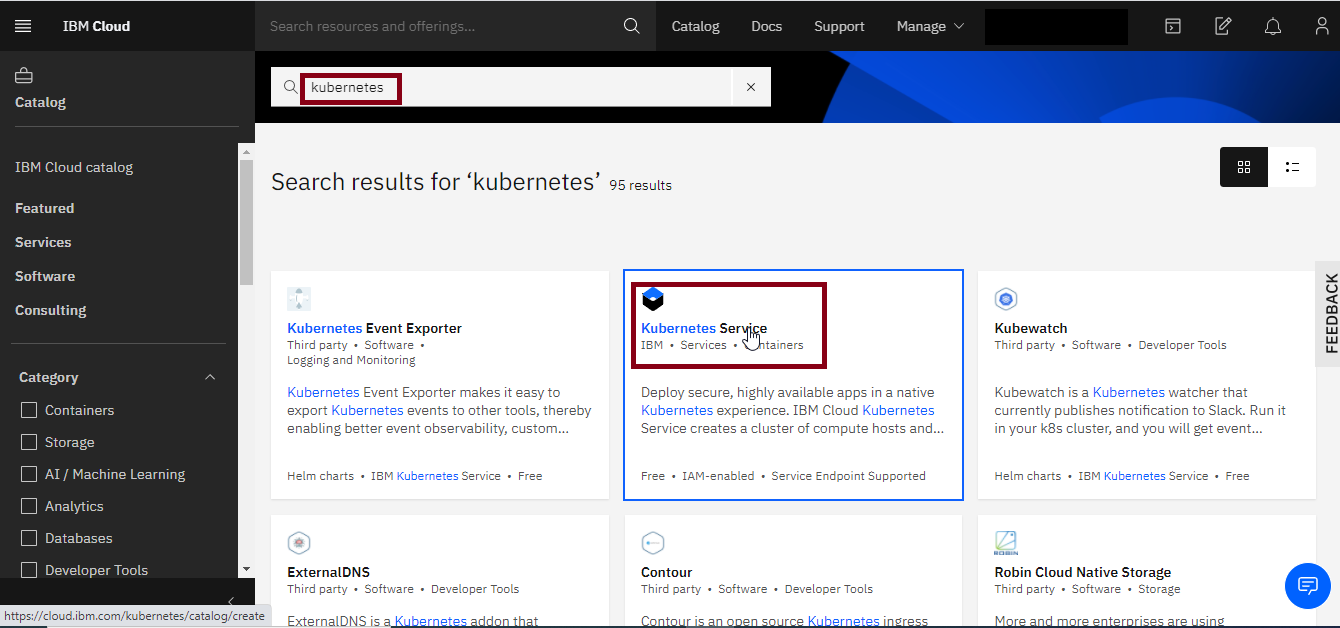 IBM Cloud
Search resources and offerings...
Catalog
Docs
Support
Manage
Catalog
IBM Cloud catalog
Featured
Services
Software
Consulting
Category
Containers
Storage
AI / Machine Learning
Analytics
Databases
Developer Tools
https://cloud.ibm.com/kubernetes/catalog/create
kubernetes
Search results for ‘kubernetes’ 95 results
Kubernetes Event Exporter
Third party • Software •
Logging and Monitoring
Kubernetes Event Exporter makes it easy to
export Kubernetes events to other tools, thereby
enabling better event observability, custom...
Helm charts • IBM Kubernetes Service • Free
Kubernetes Service
IBM • Services • Containers
Deploy secure, highly available apps in a native
Kubernetes experience. IBM Cloud Kubernetes
Service creates a cluster of compute hosts and...
Free • IAM-enabled • Service Endpoint Supported
Kubewatch
Third party • Software • Developer Tools
Kubewatch is a Kubernetes watcher that
currently publishes notification to Slack. Run it
in your k8s cluster, and you will get event...
Helm charts • IBM Kubernetes Service • Free
ExternalDNS
Third party • Software • Developer Tools
ExternalDNS is a Kubernetes addon that
Contour
Third party • Software • Developer Tools
Contour is an open source Kubernetes ingress
ROBIN
Robin Cloud Native Storage
Third party • Software • Storage
More and more enterprises are using
FEEDBACK